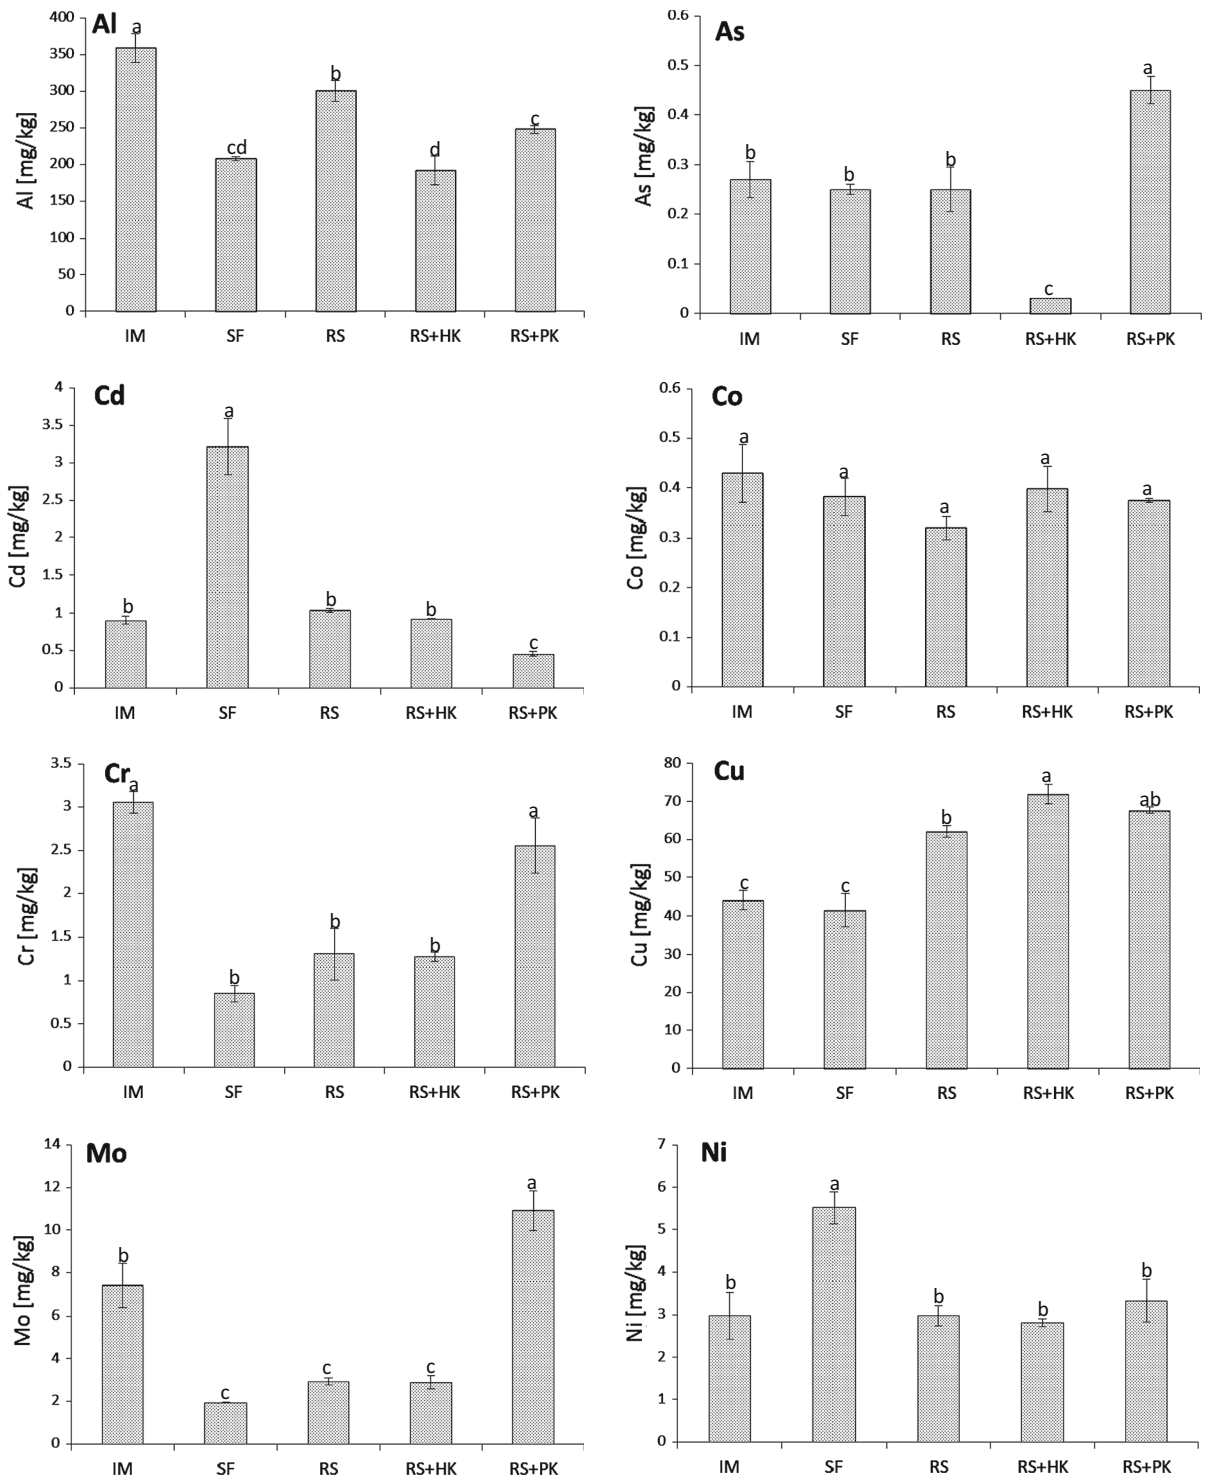 Al
Al [mg/kg]
400
350
300
250
200
150
100
50
0
a
cd
b
d
c
IM SF RS RS+HK RS+PK
As
As [mg/kg]
0.6
0.5
0.4
0.3
0.2
0.1
0
b
b
b
c
a
IM SF RS RS+HK RS+PK
Cd
Cd [mg/kg]
4
3.5
3
2.5
2
1.5
1
0.5
0
b
a
b
b
c
IM SF RS RS+HK RS+PK
Co
Co [mg/kg]
0.6
0.5
0.4
0.3
0.2
0.1
0
a
a
a
a
a
IM SF RS RS+HK RS+PK
Cr
Cr [mg/kg]
3.5
3
2.5
2
1.5
1
0.5
0
a
b
b
b
a
IM SF RS RS+HK RS+PK
Cu
Cu [mg/kg]
80
70
60
50
40
30
20
10
0
c
c
b
a
ab
IM SF RS RS+HK RS+PK
Mo
Mo [mg/kg]
14
12
10
8
6
4
2
0
b
c
c
c
a
IM SF RS RS+HK RS+PK
Ni
Ni [mg/kg]
7
6
5
4
3
2
1
0
b
a
b
b
b
IM SF RS RS+HK RS+PK